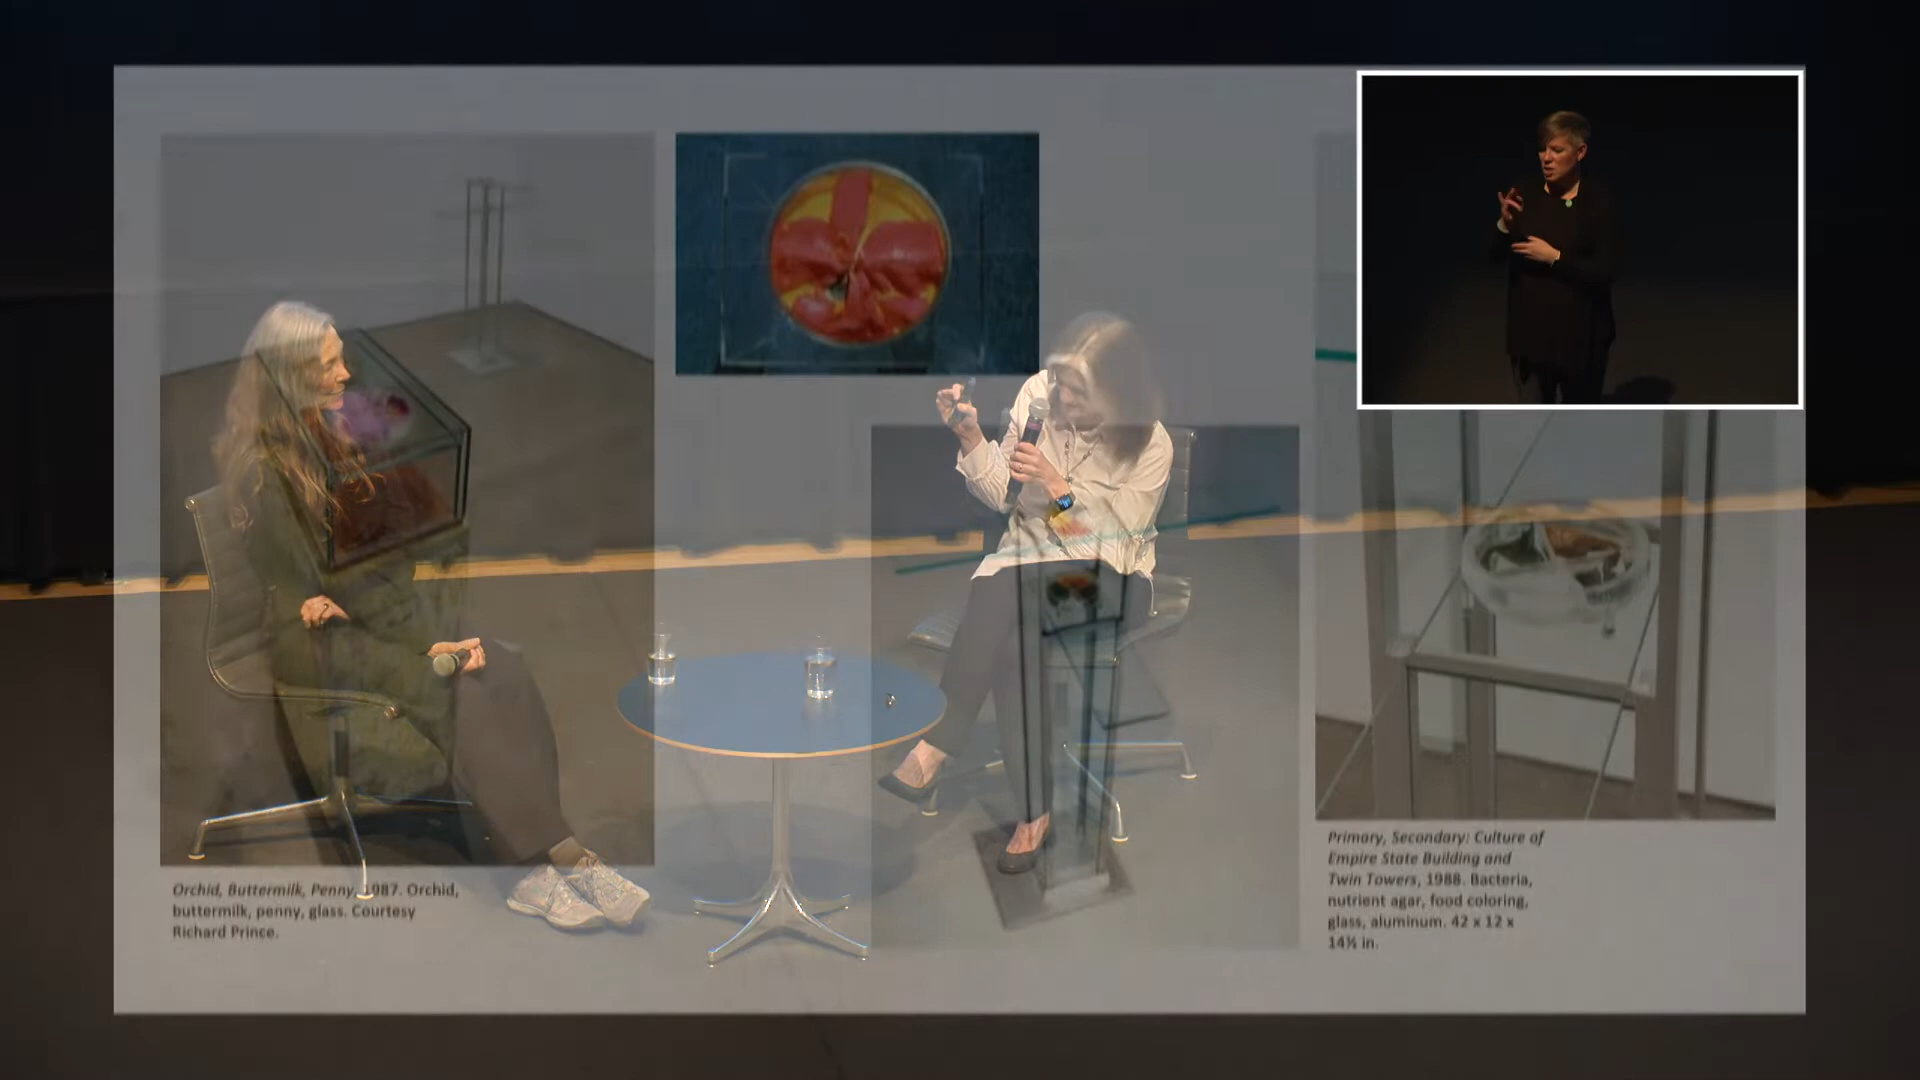 Orchid, Buttermilk, Penny, 1987. Orchid,
buttermilk, penny, glass. Courtesy
Richard Prince.
Primary, Secondary: Culture of
Empire State Building and
Twin Towers, 1988. Bacteria,
nutrient agar, food coloring,
glass, aluminum. 42 x 12 x
14½ in.